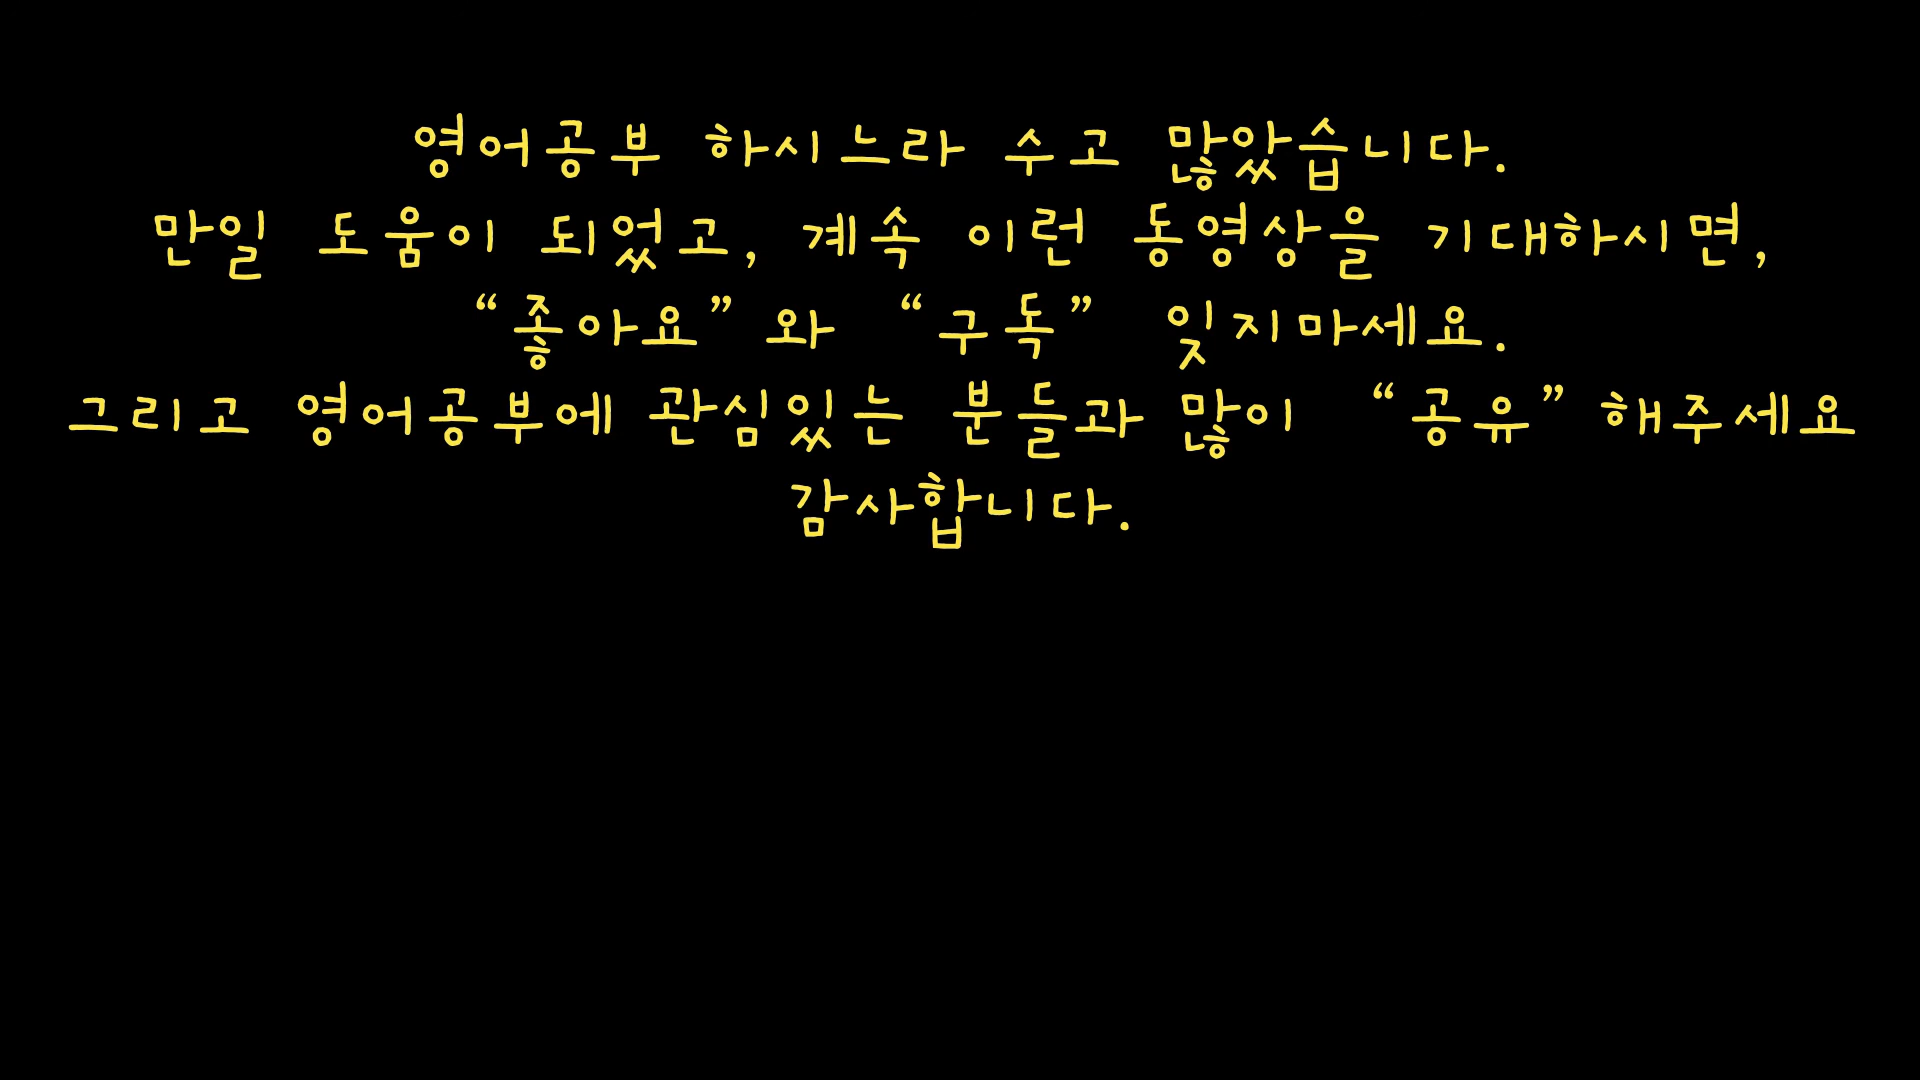 영어공부 하시느라 수고 많았습니다.
만일 도움이 되었고, 계속 이런 동영상을 기대하시면,
“좋아요”와 “구독” 잊지마세요.
그리고 영어공부에 관심있는 분들과 많이 “공유” 해주세요
감사합니다.